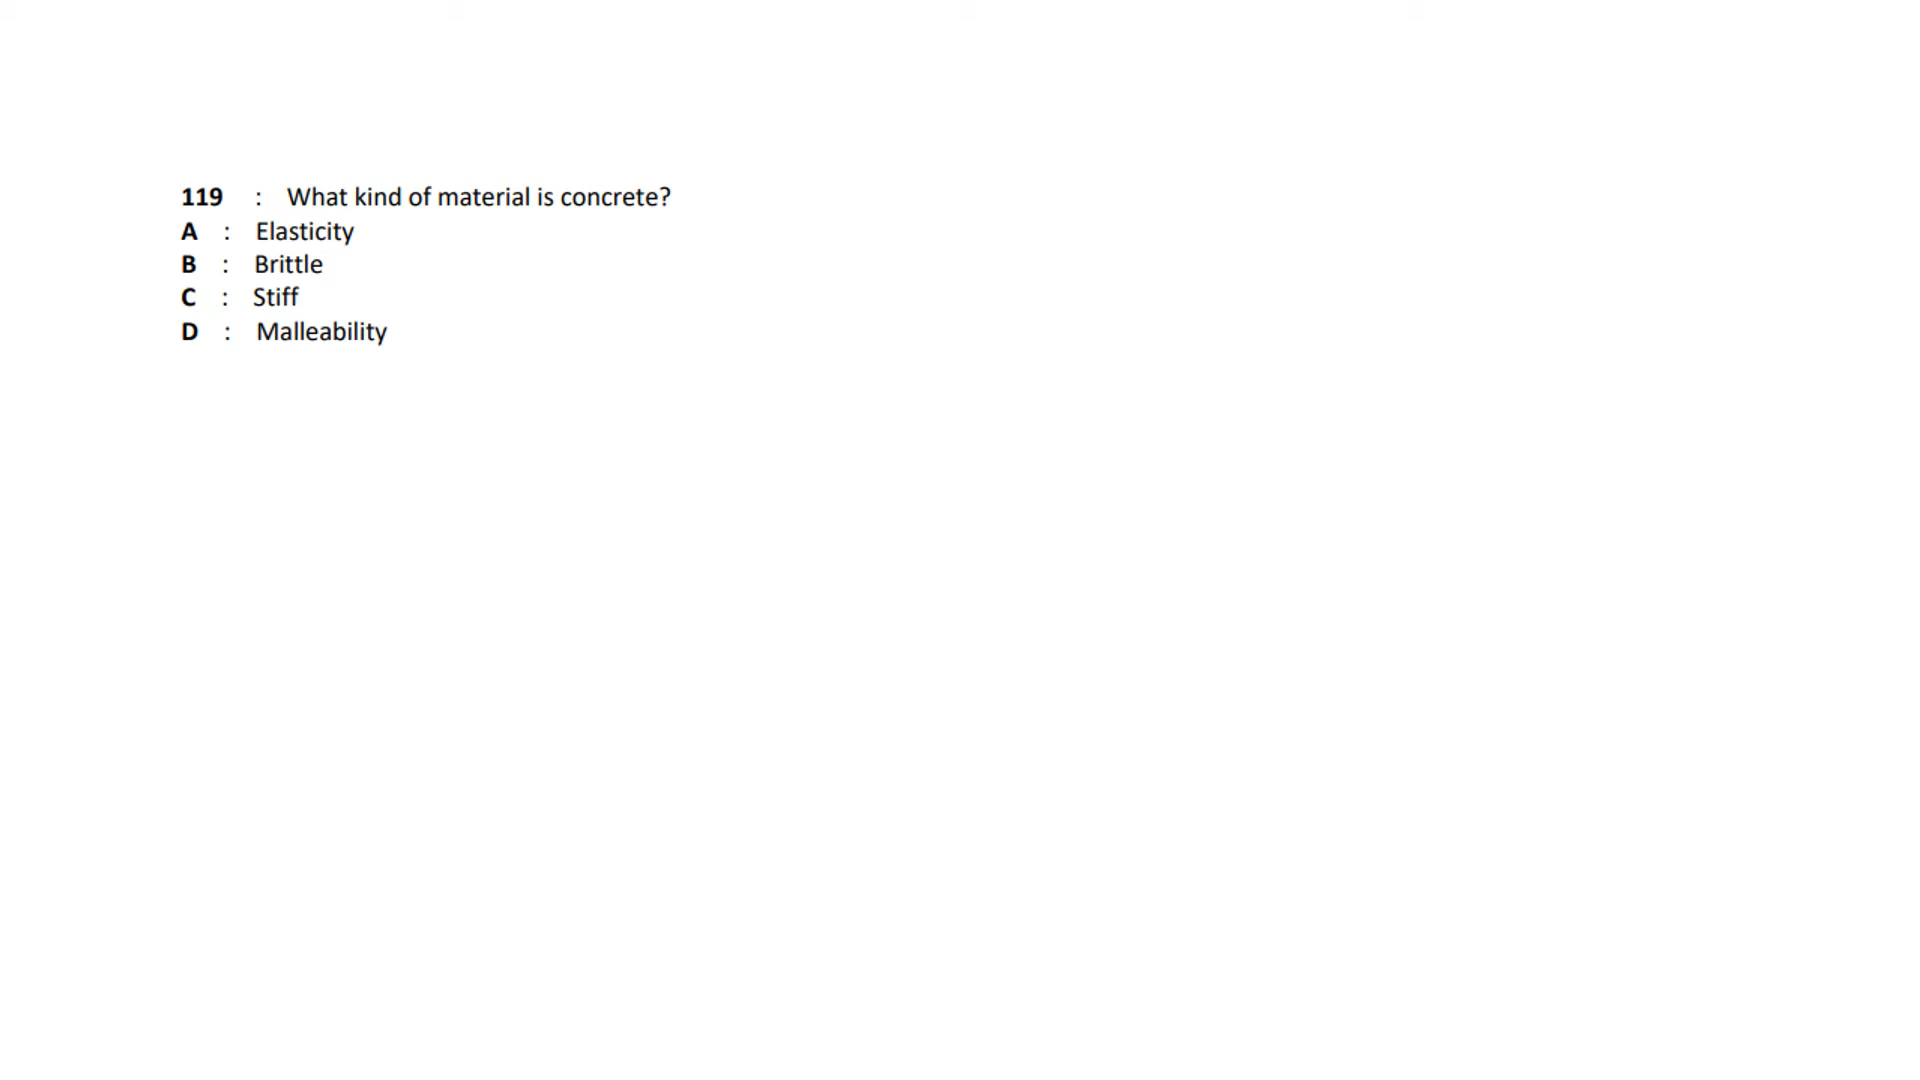 119 : What kind of material is concrete?
A : Elasticity
B : Brittle
C : Stiff
D : Malleability